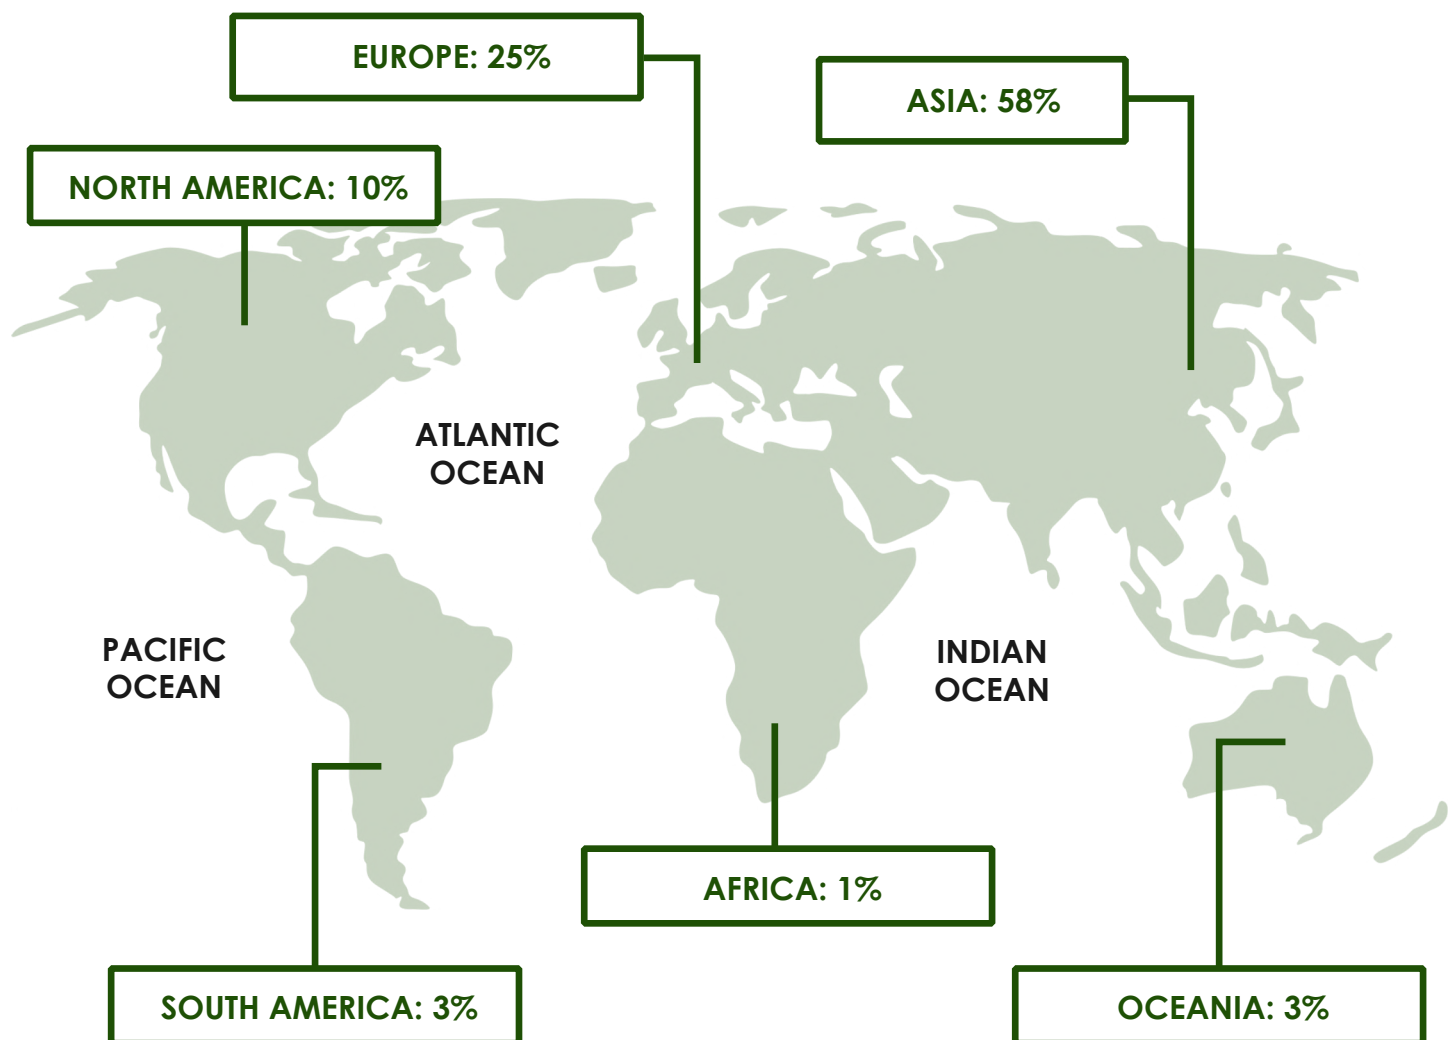 EUROPE: 25%
ASIA: 58%
NORTH AMERICA: 10%
ATLANTIC
OCEAN
PACIFIC
OCEAN
INDIAN
OCEAN
AFRICA: 1%
SOUTH AMERICA: 3%
OCEANIA: 3%